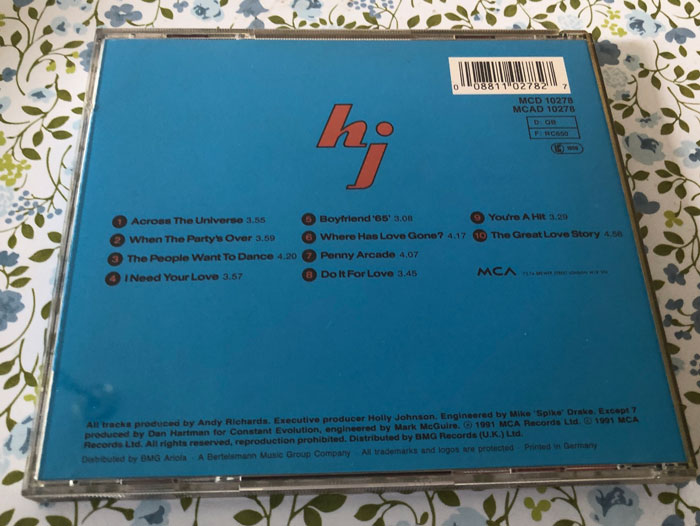 0 08811 02782 7
MCD 10278
MCAD 10278
D: GB
F: MC650
hj
1 Across The Universe 3.55
2 When The Party's Over 3.59
3 The People Want To Dance 4.20
4 I Need Your Love 3.57
5 Boyfriend '65' 3.08
6 Where Has Love Gone? 4.17
7 Penny Arcade 4.07
8 Do It For Love 3.45
9 You're A Hit 3.29
10 The Great Love Story 4.56
MCA
All tracks produced by Andy Richards. Executive producer Holly Johnson. Engineered by Mike 'Spike' Drake. Except 7
produced by Dan Hartman for Constant Evolution, engineered by Mark McGuire. ℗ 1991 MCA Records Ltd. © 1991 MCA
Records Ltd. All rights reserved, reproduction prohibited. Distributed by BMG Records (U.K.) Ltd.
Distributed by BMG Ariola - A Bertelsmann Music Group Company - All trademarks and logos are protected - Printed in Germany